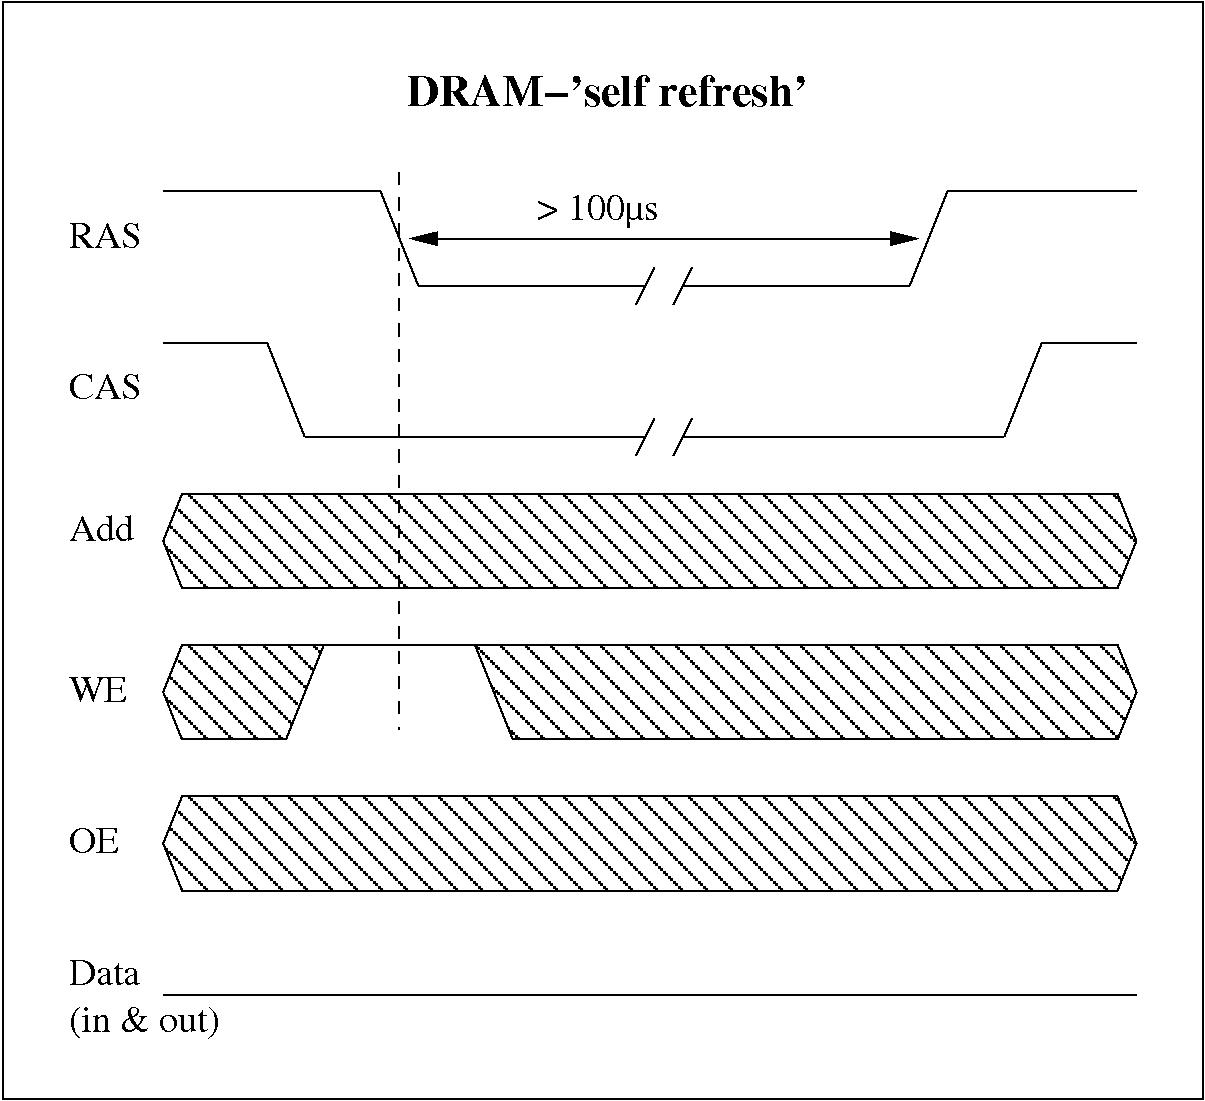 DRAM–’self refresh’
> 100µs
RAS
CAS
Add
WE
OE
Data
(in & out)